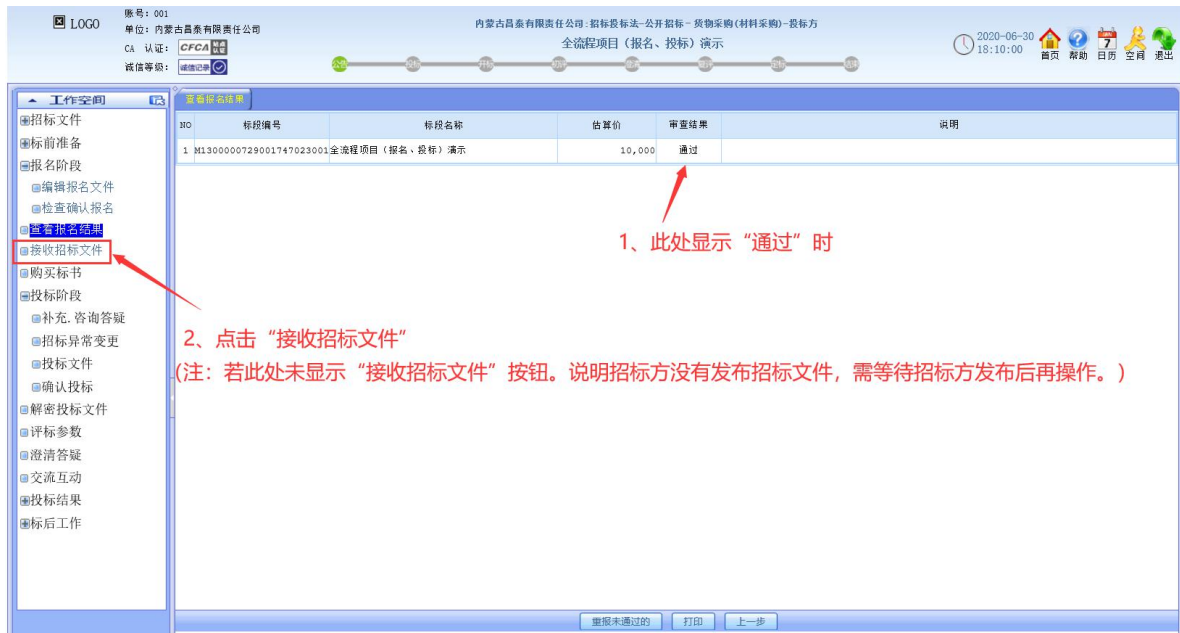 LOGO
账号: 001
单位: 内蒙古昌泰有限责任公司
CA 认证: CFCA
诚信等级: 诚信记录
内蒙古昌泰有限责任公司:招标投标法-公开招标-货物采购(材料采购)-投标方
全流程项目（报名、投标）演示
2020-06-30
18:10:00
7
首页 帮助 日历 空间 退出
工作空间
招标文件
标前准备
报名阶段
编辑报名文件
检查确认报名
查看报名结果
接收招标文件
购买标书
投标阶段
补充.咨询答疑
招标异常变更
投标文件
确认投标
解密投标文件
评标参数
澄清答疑
交流互动
投标结果
标后工作
查看报名结果
NO 标段编号 标段名称 估算价 审查结果 说明
1 M1300000729001747023001 全流程项目（报名、投标）演示 10,000 通过
1、此处显示“通过”时
2、点击“接收招标文件”
(注：若此处未显示“接收招标文件”按钮。说明招标方没有发布招标文件，需等待招标方发布后再操作。)
重报未通过的 打印 上一步